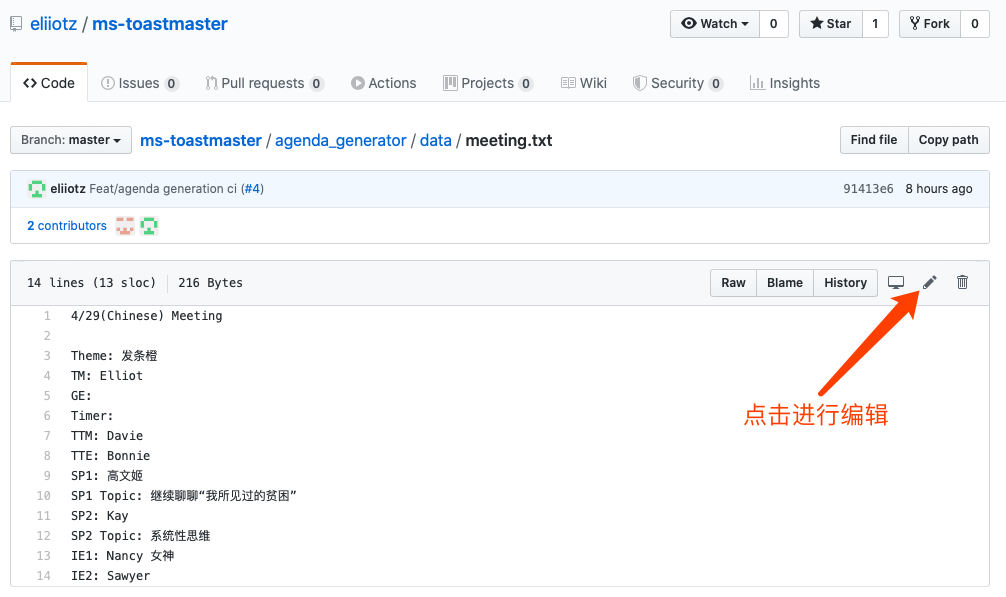 eliiotz / ms-toastmaster
Watch 0 Star 1 Fork 0
Code Issues 0 Pull requests 0 Actions Projects 0 Wiki Security 0 Insights
Branch: master ms-toastmaster / agenda_generator / data / meeting.txt Find file Copy path
eliiotz Feat/agenda generation ci (#4) 91413e6 8 hours ago
2 contributors
14 lines (13 sloc) 216 Bytes Raw Blame History
1 4/29(Chinese) Meeting
2
3 Theme: 发条橙
4 TM: Elliot
5 GE:
6 Timer:
点击进行编辑
7 TTM: Davie
8 TTE: Bonnie
9 SP1: 高文姬
10 SP1 Topic: 继续聊聊“我所见过的贫困”
11 SP2: Kay
12 SP2 Topic: 系统性思维
13 IE1: Nancy 女神
14 IE2: Sawyer